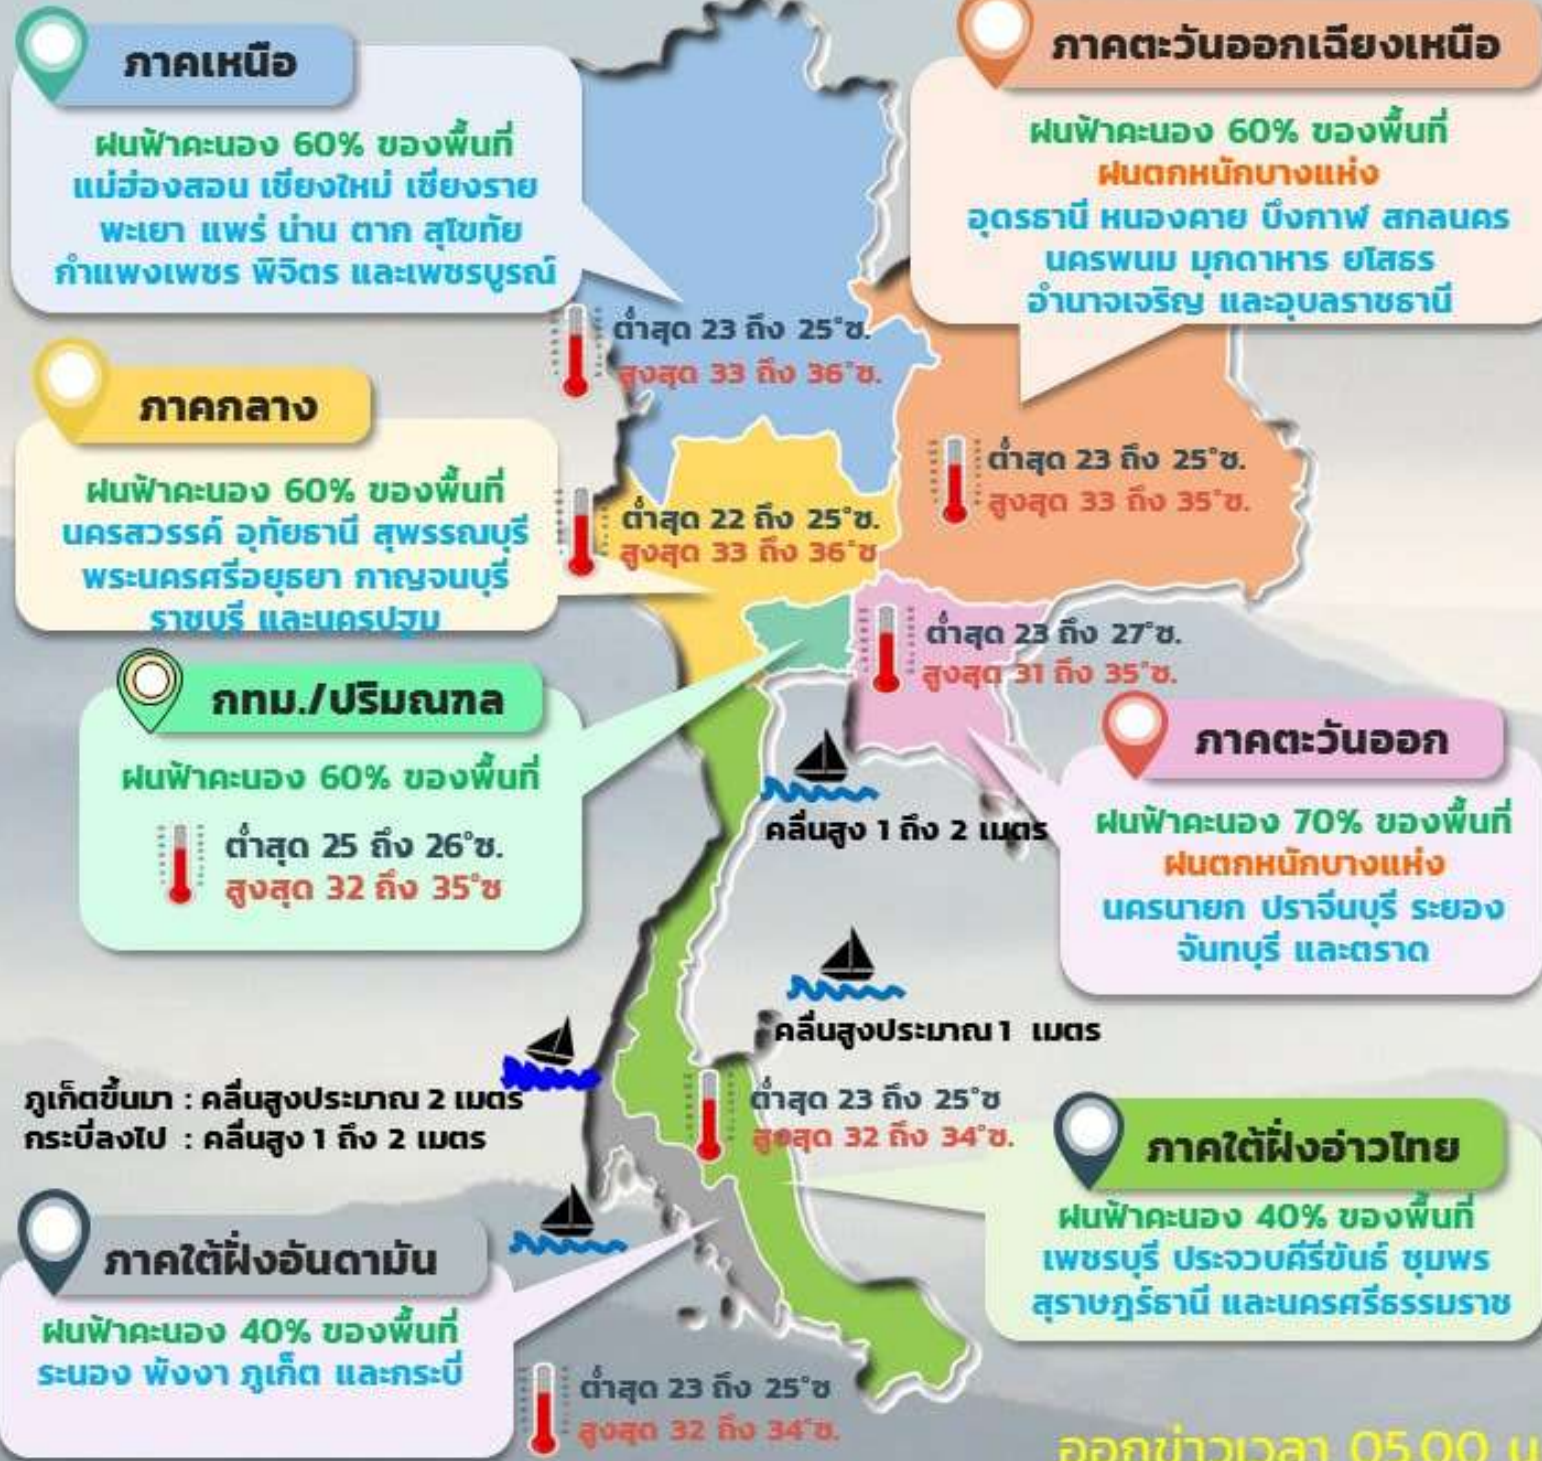 ภาคเหนือ
ฝนฟ้าคะนอง 60% ของพื้นที่
แม่ฮ่องสอน เชียงใหม่ เชียงราย
พะเยา แพร่ น่าน ตาก สุโขทัย
กำแพงเพชร พิจิตร และเพชรบูรณ์
ต่ำสุด 23 ถึง 25°ซ.
สูงสุด 33 ถึง 36°ซ.
ภาคตะวันออกเฉียงเหนือ
ฝนฟ้าคะนอง 60% ของพื้นที่
ฝนตกหนักบางแห่ง
อุดรธานี หนองคาย บึงกาฬ สกลนคร
นครพนม มุกดาหาร ยโสธร
อำนาจเจริญ และอุบลราชธานี
ต่ำสุด 23 ถึง 25°ซ.
สูงสุด 33 ถึง 35°ซ.
ภาคกลาง
ฝนฟ้าคะนอง 60% ของพื้นที่
นครสวรรค์ อุทัยธานี สุพรรณบุรี
พระนครศรีอยุธยา กาญจนบุรี
ราชบุรี และนครปฐม
ต่ำสุด 22 ถึง 25°ซ.
สูงสุด 33 ถึง 36°ซ
กทม./ปริมณฑล
ฝนฟ้าคะนอง 60% ของพื้นที่
ต่ำสุด 25 ถึง 26°ซ.
สูงสุด 32 ถึง 35°ซ
ต่ำสุด 23 ถึง 27°ซ.
สูงสุด 31 ถึง 35°ซ.
ภาคตะวันออก
ฝนฟ้าคะนอง 70% ของพื้นที่
ฝนตกหนักบางแห่ง
นครนายก ปราจีนบุรี ระยอง
จันทบุรี และตราด
คลื่นสูง 1 ถึง 2 เมตร
คลื่นสูงประมาณ 1 เมตร
ภูเก็ตขึ้นมา : คลื่นสูงประมาณ 2 เมตร
กระบี่ลงไป : คลื่นสูง 1 ถึง 2 เมตร
ต่ำสุด 23 ถึง 25°ซ
สูงสุด 32 ถึง 34°ซ.
ภาคใต้ฝั่งอ่าวไทย
ฝนฟ้าคะนอง 40% ของพื้นที่
เพชรบุรี ประจวบคีรีขันธ์ ชุมพร
สุราษฎร์ธานี และนครศรีธรรมราช
ภาคใต้ฝั่งอันดามัน
ฝนฟ้าคะนอง 40% ของพื้นที่
ระนอง พังงา ภูเก็ต และกระบี่
ต่ำสุด 23 ถึง 25°ซ
สูงสุด 32 ถึง 34°ซ.
ออกข่าวเวลา 05.00 น